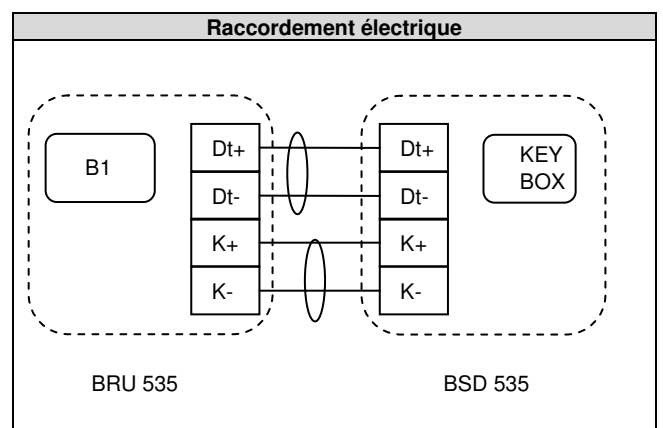 Raccordement électrique
B1
Dt+
Dt-
K+
K-
Dt+
Dt-
K+
K-
KEY
BOX
BRU 535
BSD 535